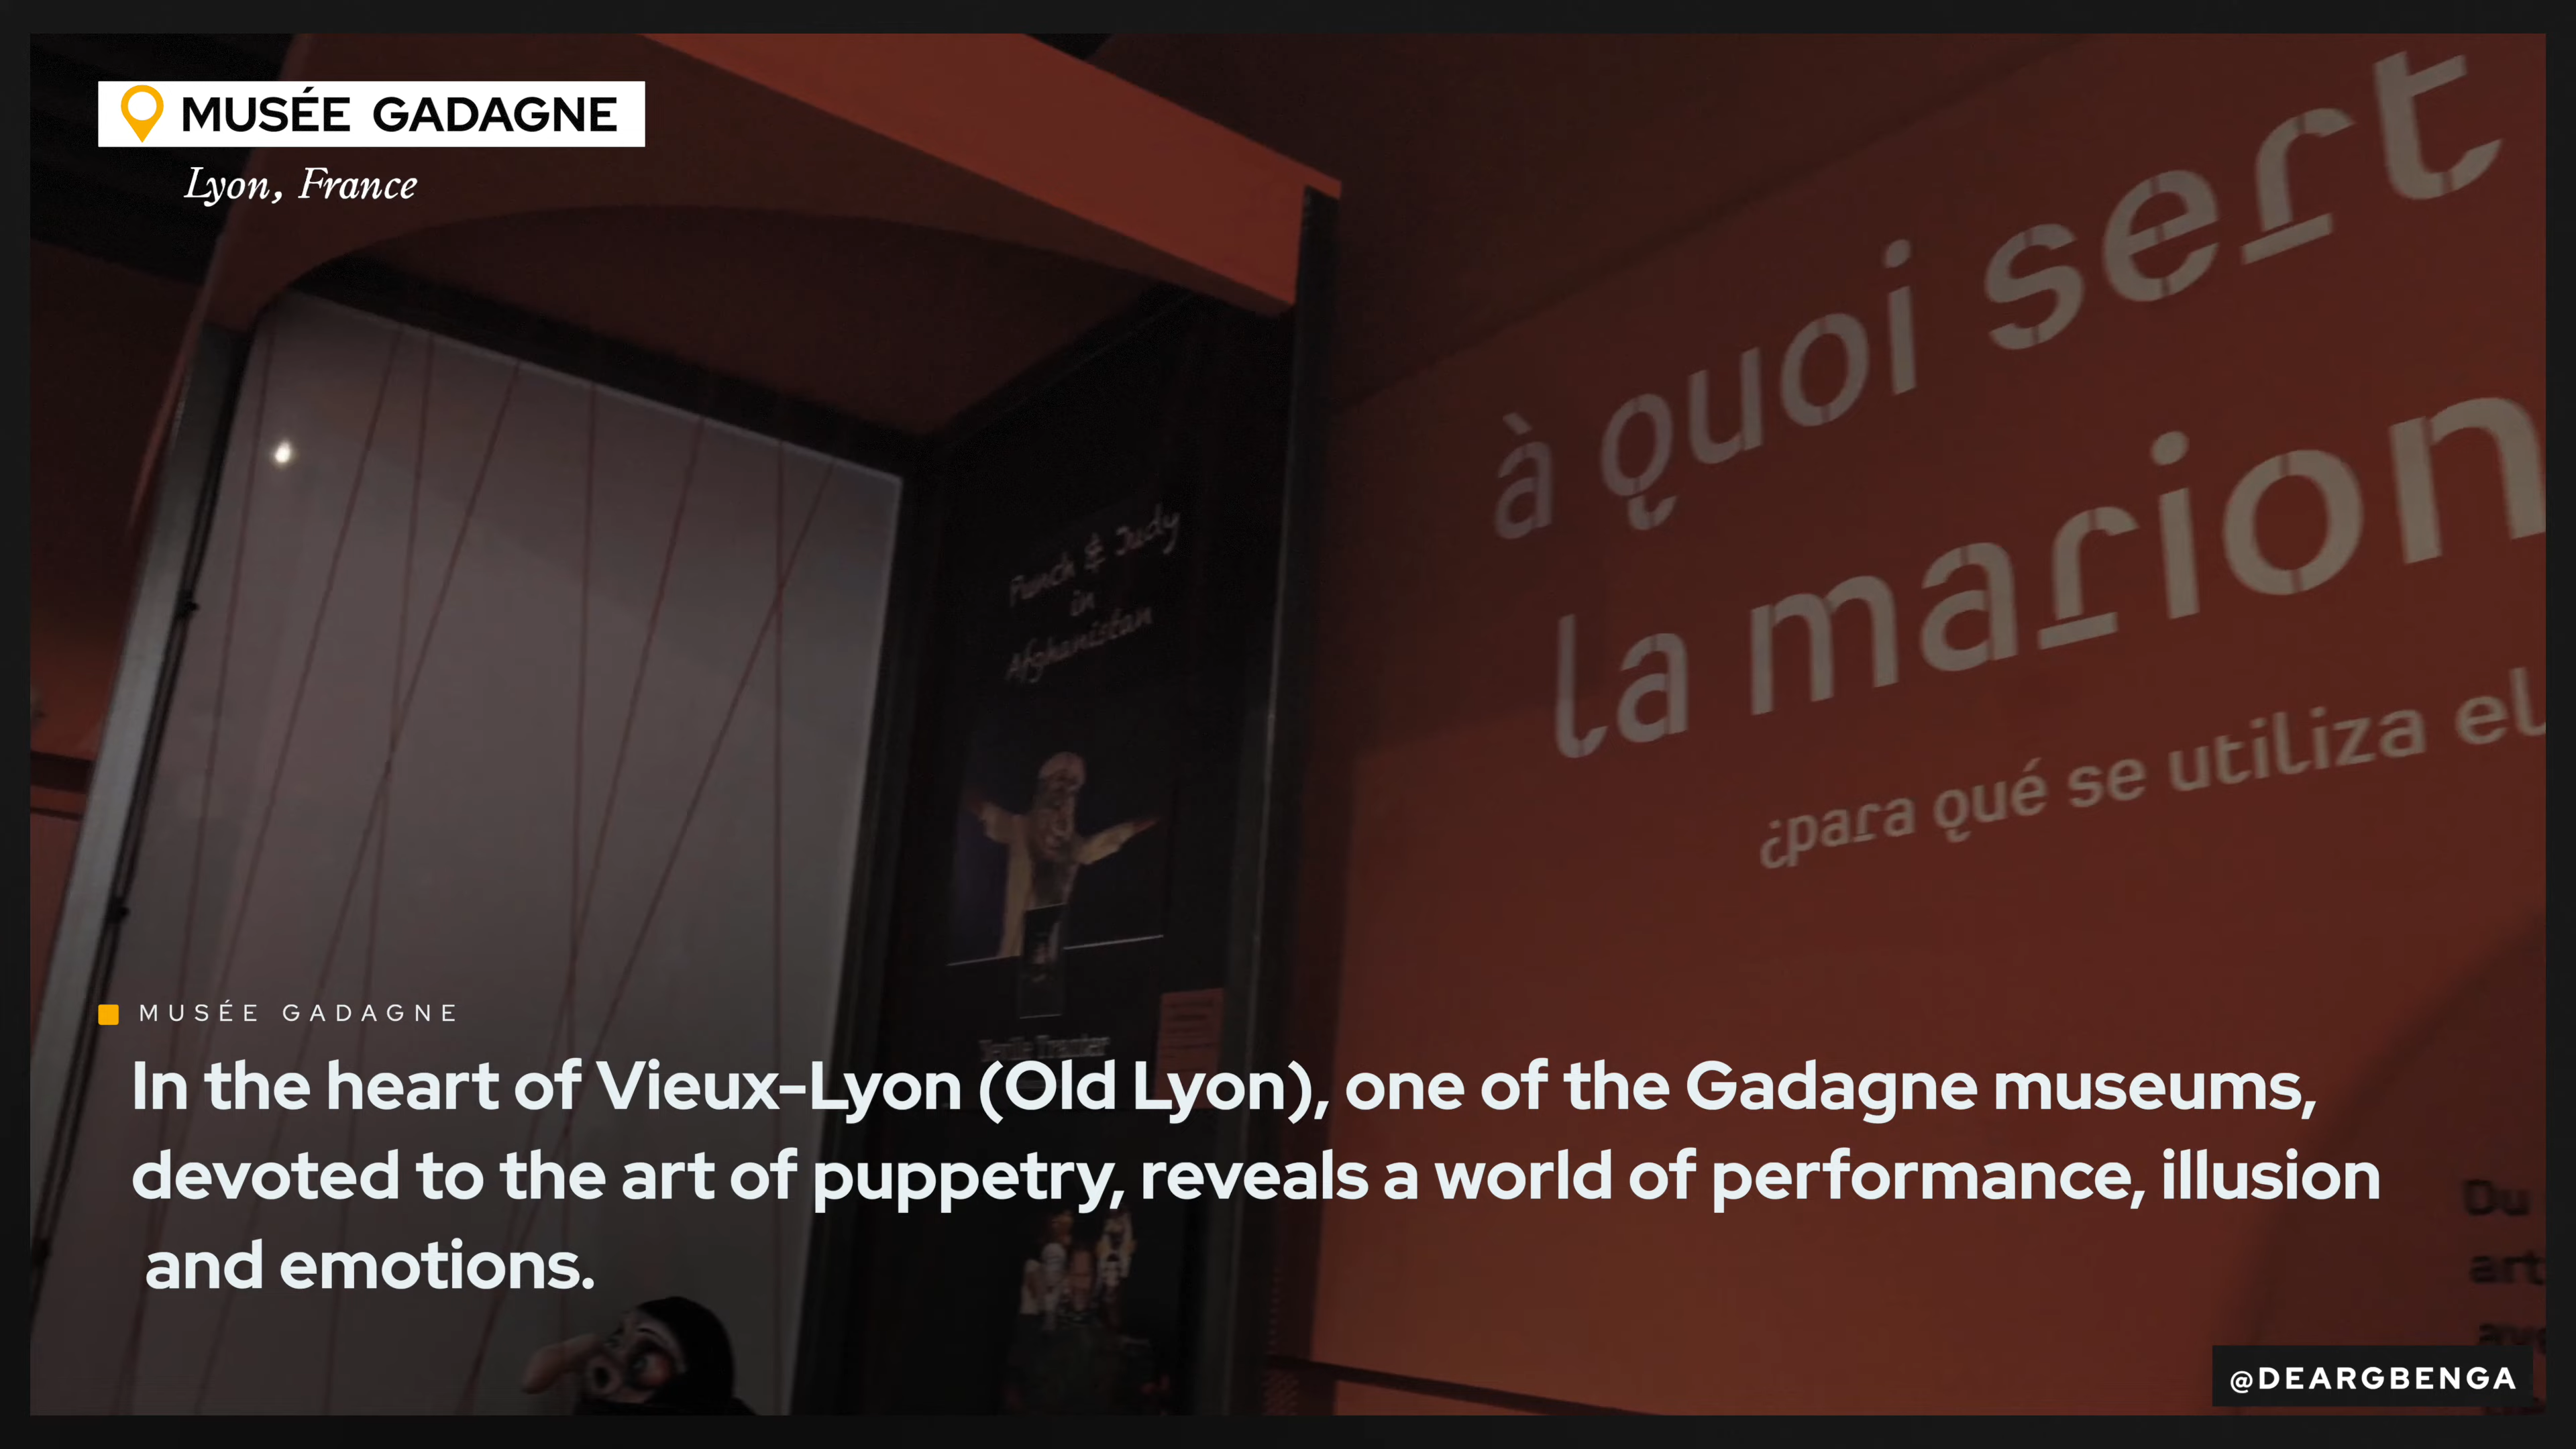 MUSÉE GADAGNE
Lyon, France
à quoi sert
la marion
¿para qué se utiliza el
Punch & Judy
in
Afghanistan
MUSÉE GADAGNE
In the heart of Vieux-Lyon (Old Lyon), one of the Gadagne museums,
devoted to the art of puppetry, reveals a world of performance, illusion
and emotions.
Du
art
@DEARGBENGA